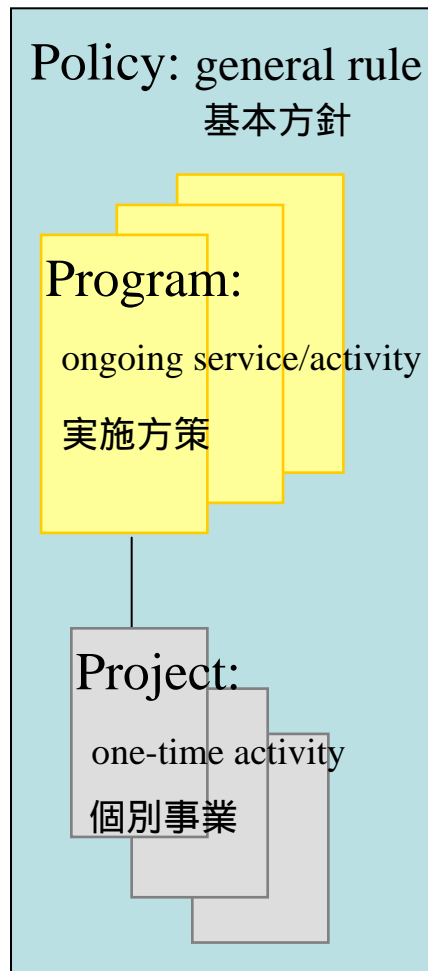 Policy: general rule
基本方針
Program:
ongoing service/activity
実施方策
Project:
one-time activity
個別事業